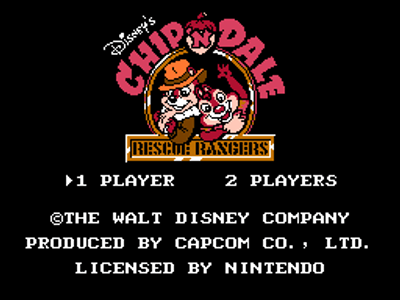 Disney's
CHIP 'N DALE
RESCUE RANGERS
1 PLAYER 2 PLAYERS
©THE WALT DISNEY COMPANY
PRODUCED BY CAPCOM CO., LTD.
LICENSED BY NINTENDO